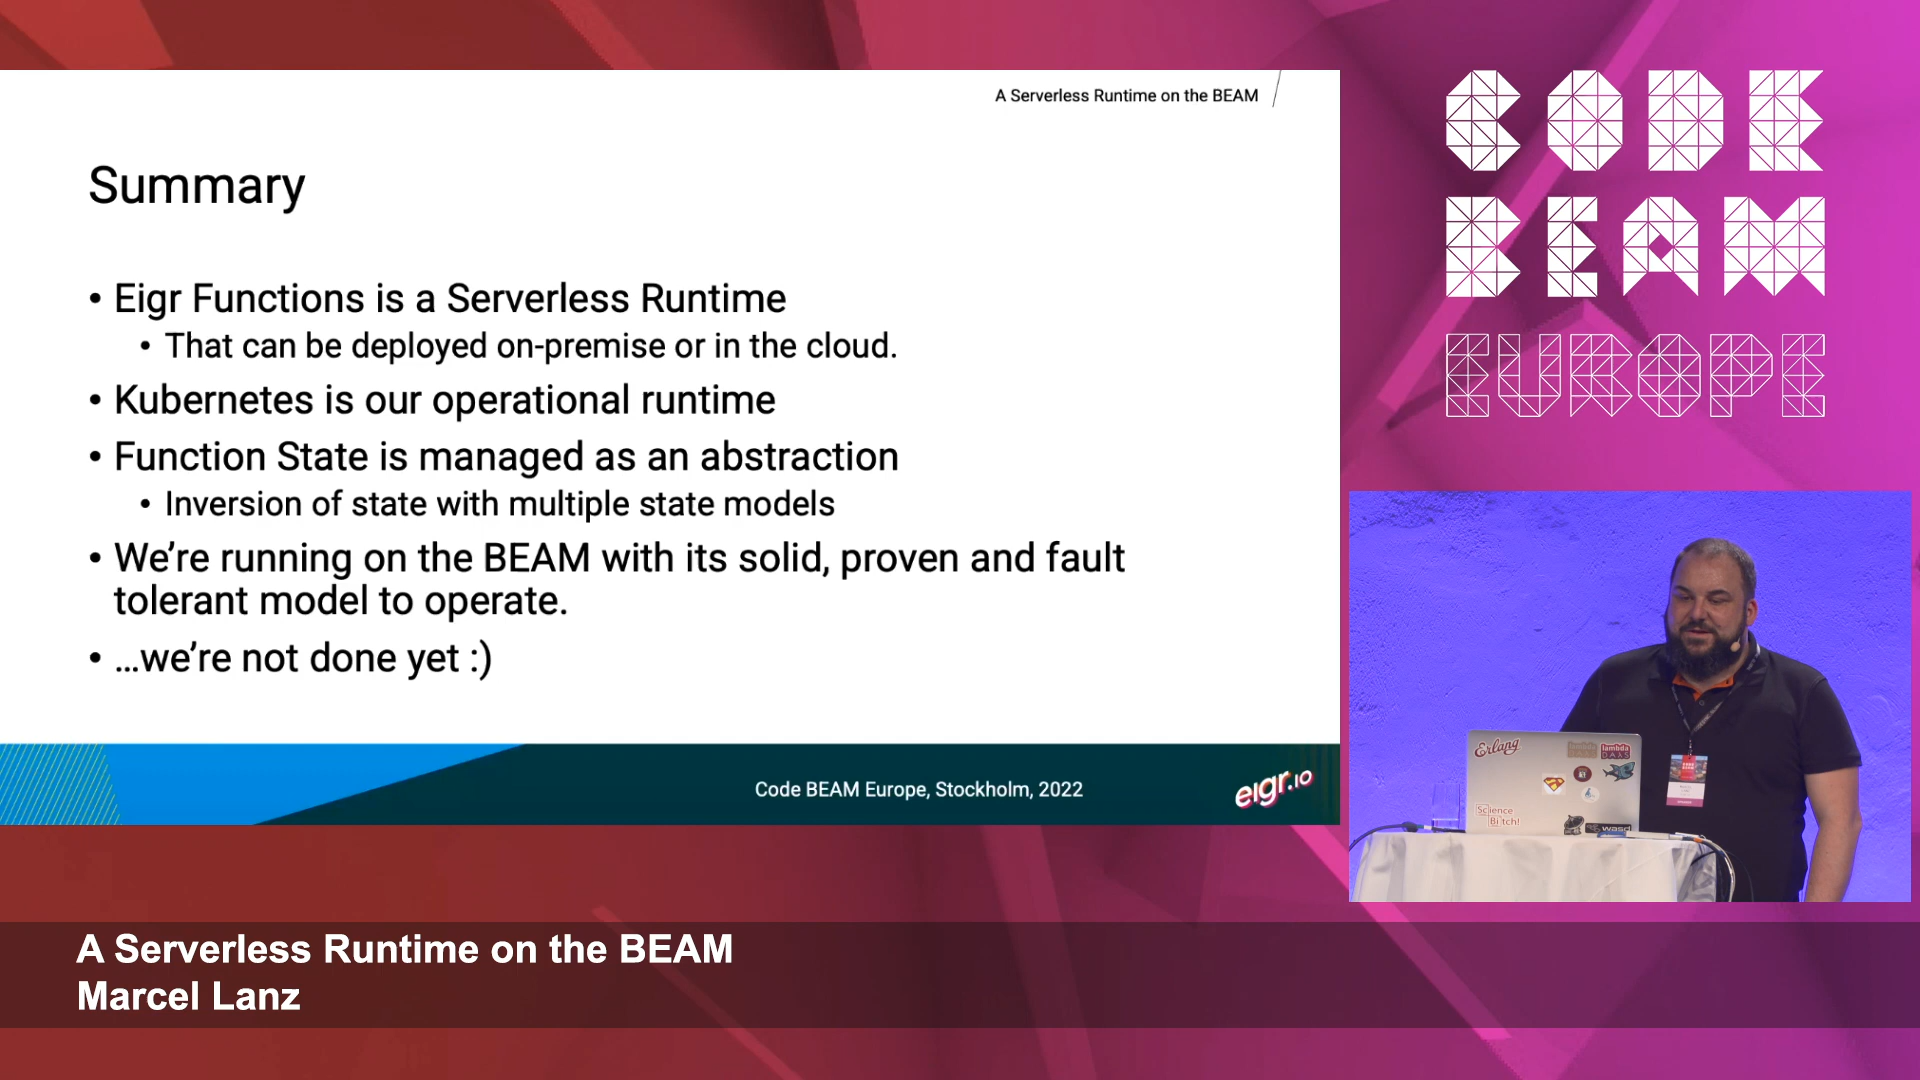 A Serverless Runtime on the BEAM
Summary
• Eigr Functions is a Serverless Runtime
• That can be deployed on-premise or in the cloud.
• Kubernetes is our operational runtime
• Function State is managed as an abstraction
• Inversion of state with multiple state models
• We’re running on the BEAM with its solid, proven and fault
tolerant model to operate.
• ...we’re not done yet :)
Code BEAM Europe, Stockholm, 2022
eigr.io
CODE
BEAM
EUROPE
Erlang
lambda
DAYS
Science
Bitch!
wasd
CODE
BEAM
A Serverless Runtime on the BEAM
Marcel Lanz